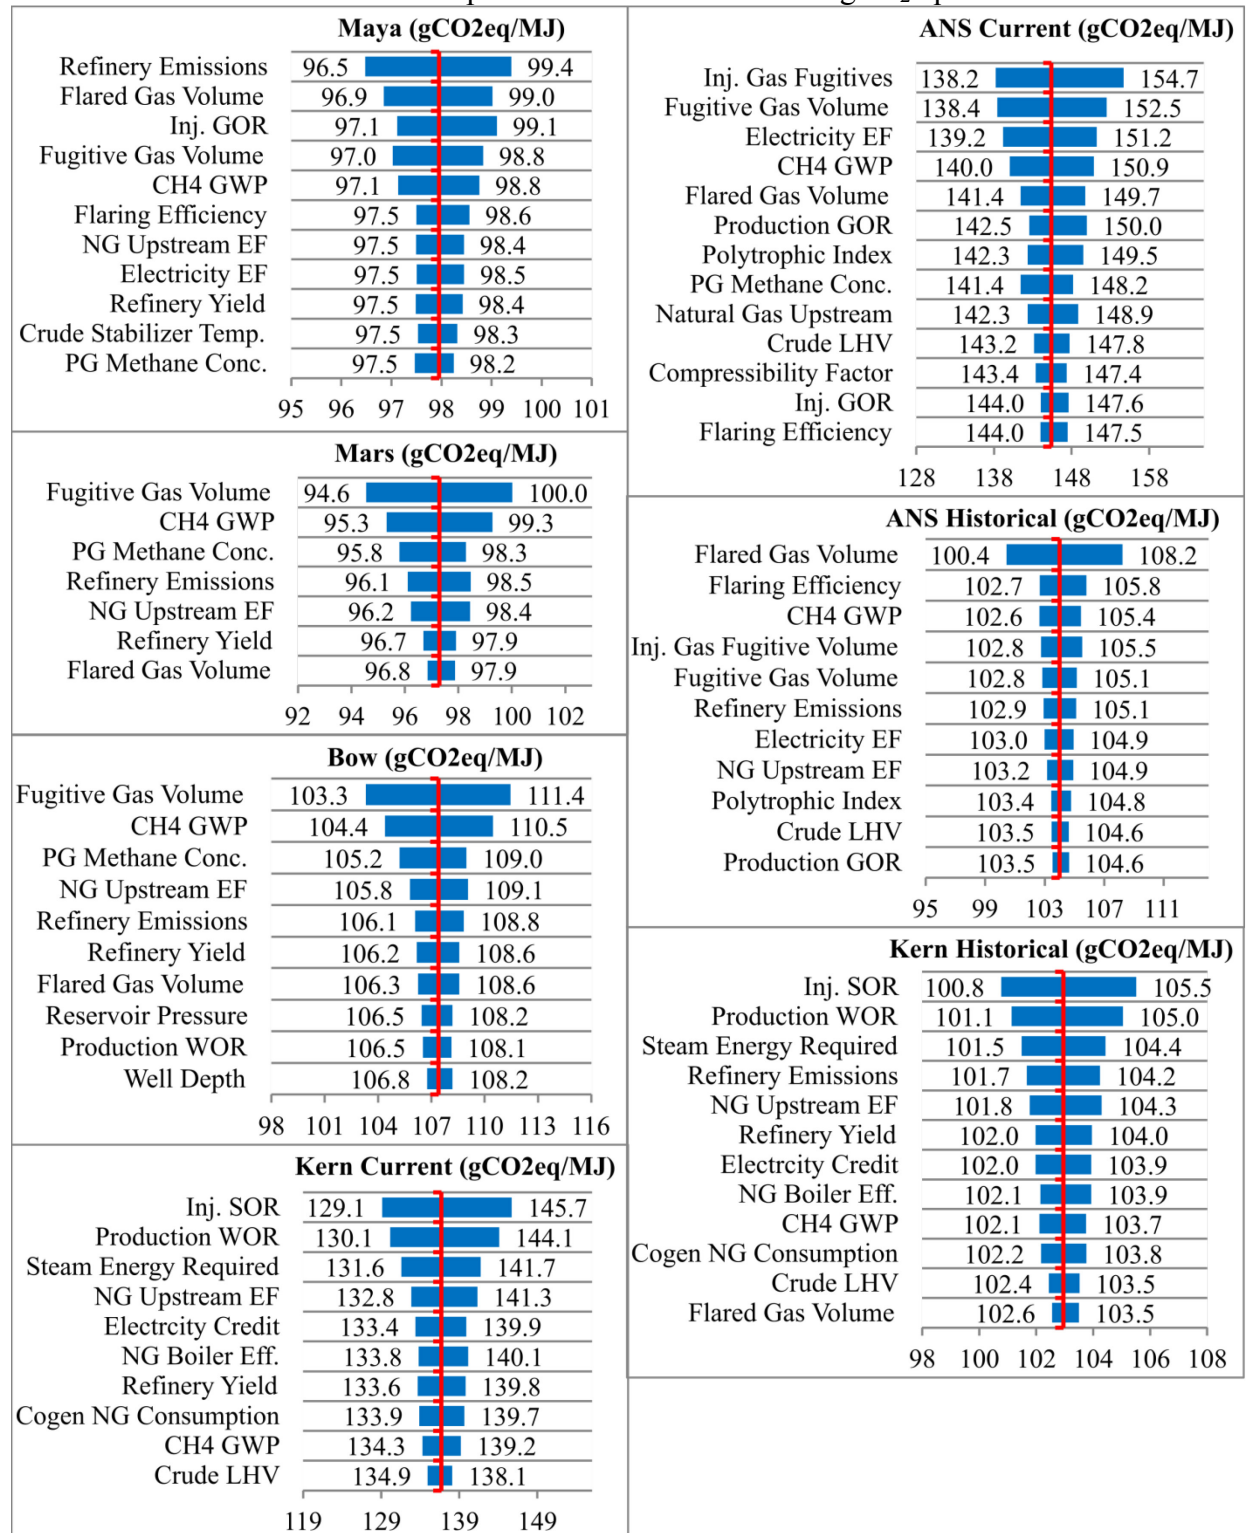 Maya (gCO2eq/MJ)
Refinery Emissions 96.5 99.4
Flared Gas Volume 96.9 99.0
Inj. GOR 97.1 99.1
Fugitive Gas Volume 97.0 98.8
CH4 GWP 97.1 98.8
Flaring Efficiency 97.5 98.6
NG Upstream EF 97.5 98.4
Electricity EF 97.5 98.5
Refinery Yield 97.5 98.4
Crude Stabilizer Temp. 97.5 98.3
PG Methane Conc. 97.5 98.2
95 96 97 98 99 100 101
Mars (gCO2eq/MJ)
Fugitive Gas Volume 94.6 100.0
CH4 GWP 95.3 99.3
PG Methane Conc. 95.8 98.3
Refinery Emissions 96.1 98.5
NG Upstream EF 96.2 98.4
Refinery Yield 96.7 97.9
Flared Gas Volume 96.8 97.9
92 94 96 98 100 102
Bow (gCO2eq/MJ)
Fugitive Gas Volume 103.3 111.4
CH4 GWP 104.4 110.5
PG Methane Conc. 105.2 109.0
NG Upstream EF 105.8 109.1
Refinery Emissions 106.1 108.8
Refinery Yield 106.2 108.6
Flared Gas Volume 106.3 108.6
Reservoir Pressure 106.5 108.2
Production WOR 106.5 108.1
Well Depth 106.8 108.2
98 101 104 107 110 113 116
Kern Current (gCO2eq/MJ)
Inj. SOR 129.1 145.7
Production WOR 130.1 144.1
Steam Energy Required 131.6 141.7
NG Upstream EF 132.8 141.3
Electrcity Credit 133.4 139.9
NG Boiler Eff. 133.8 140.1
Refinery Yield 133.6 139.8
Cogen NG Consumption 133.9 139.7
CH4 GWP 134.3 139.2
Crude LHV 134.9 138.1
119 129 139 149
ANS Current (gCO2eq/MJ)
Inj. Gas Fugitives 138.2 154.7
Fugitive Gas Volume 138.4 152.5
Electricity EF 139.2 151.2
CH4 GWP 140.0 150.9
Flared Gas Volume 141.4 149.7
Production GOR 142.5 150.0
Polytrophic Index 142.3 149.5
PG Methane Conc. 141.4 148.2
Natural Gas Upstream 142.3 148.9
Crude LHV 143.2 147.8
Compressibility Factor 143.4 147.4
Inj. GOR 144.0 147.6
Flaring Efficiency 144.0 147.5
128 138 148 158
ANS Historical (gCO2eq/MJ)
Flared Gas Volume 100.4 108.2
Flaring Efficiency 102.7 105.8
CH4 GWP 102.6 105.4
Inj. Gas Fugitive Volume 102.8 105.5
Fugitive Gas Volume 102.8 105.1
Refinery Emissions 102.9 105.1
Electricity EF 103.0 104.9
NG Upstream EF 103.2 104.9
Polytrophic Index 103.4 104.8
Crude LHV 103.5 104.6
Production GOR 103.5 104.6
95 99 103 107 111
Kern Historical (gCO2eq/MJ)
Inj. SOR 100.8 105.5
Production WOR 101.1 105.0
Steam Energy Required 101.5 104.4
Refinery Emissions 101.7 104.2
NG Upstream EF 101.8 104.3
Refinery Yield 102.0 104.0
Electrcity Credit 102.0 103.9
NG Boiler Eff. 102.1 103.9
CH4 GWP 102.1 103.7
Cogen NG Consumption 102.2 103.8
Crude LHV 102.4 103.5
Flared Gas Volume 102.6 103.5
98 100 102 104 106 108